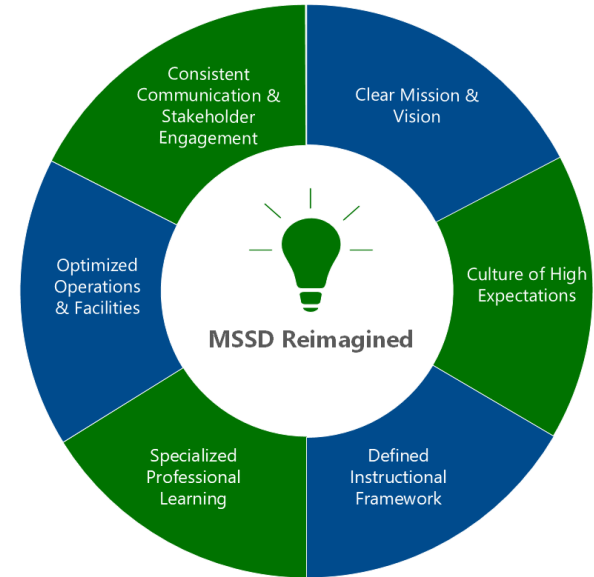 Consistent
Communication &
Stakeholder
Engagement
Clear Mission &
Vision
Optimized
Operations
& Facilities
MSSD Reimagined
Culture of High
Expectations
Specialized
Professional
Learning
Defined
Instructional
Framework